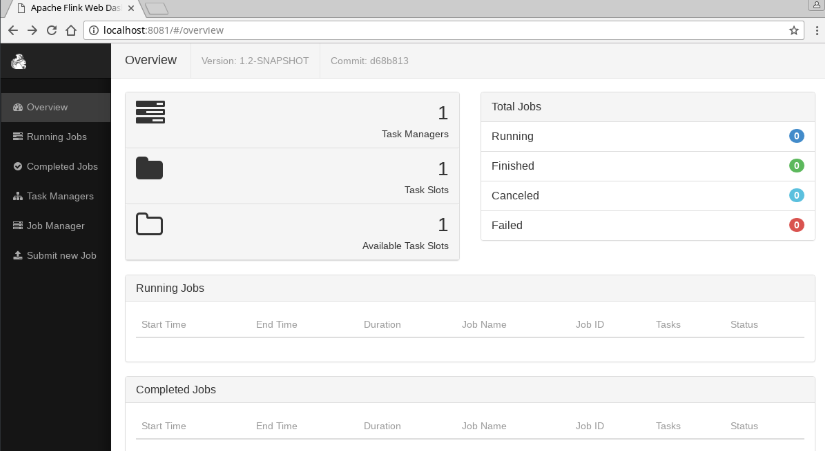 Apache Flink Web Das
localhost:8081/#/overview
Overview
Version: 1.2-SNAPSHOT
Commit: d68b813
Overview
Running Jobs
Completed Jobs
Task Managers
Job Manager
Submit new Job
1
Task Managers
1
Task Slots
1
Available Task Slots
Total Jobs
Running 0
Finished 0
Canceled 0
Failed 0
Running Jobs
Start Time End Time Duration Job Name Job ID Tasks Status
Completed Jobs
Start Time End Time Duration Job Name Job ID Tasks Status